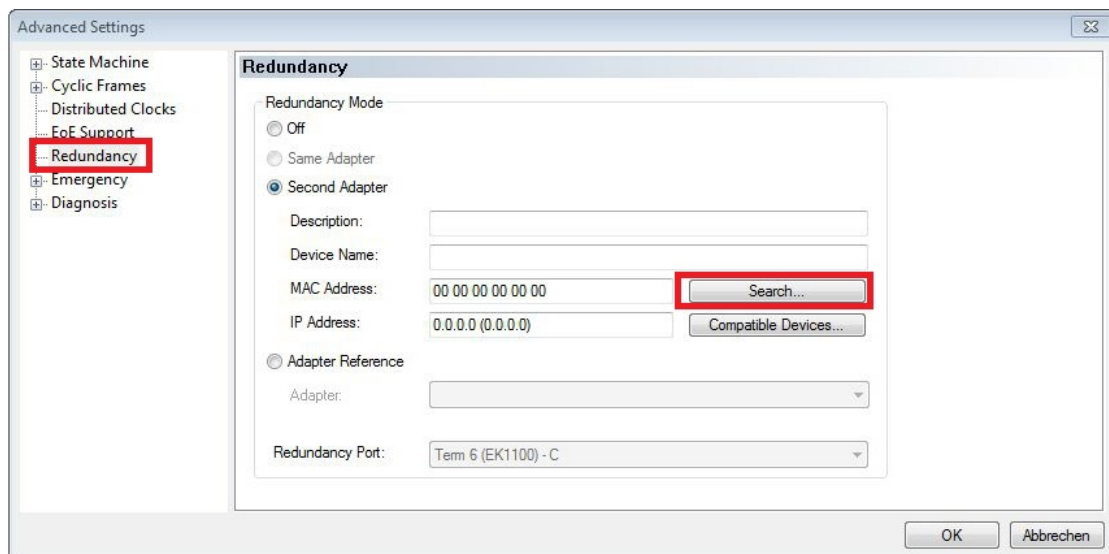 Advanced Settings
State Machine
Cyclic Frames
Distributed Clocks
EoE Support
Redundancy
Emergency
Diagnosis
Redundancy
Redundancy Mode
Off
Same Adapter
Second Adapter
Description:
Device Name:
MAC Address: 00 00 00 00 00 00 Search...
IP Address: 0.0.0.0 (0.0.0.0) Compatible Devices...
Adapter Reference
Adapter:
Redundancy Port: Term 6 (EK1100) - C
OK Abbrechen